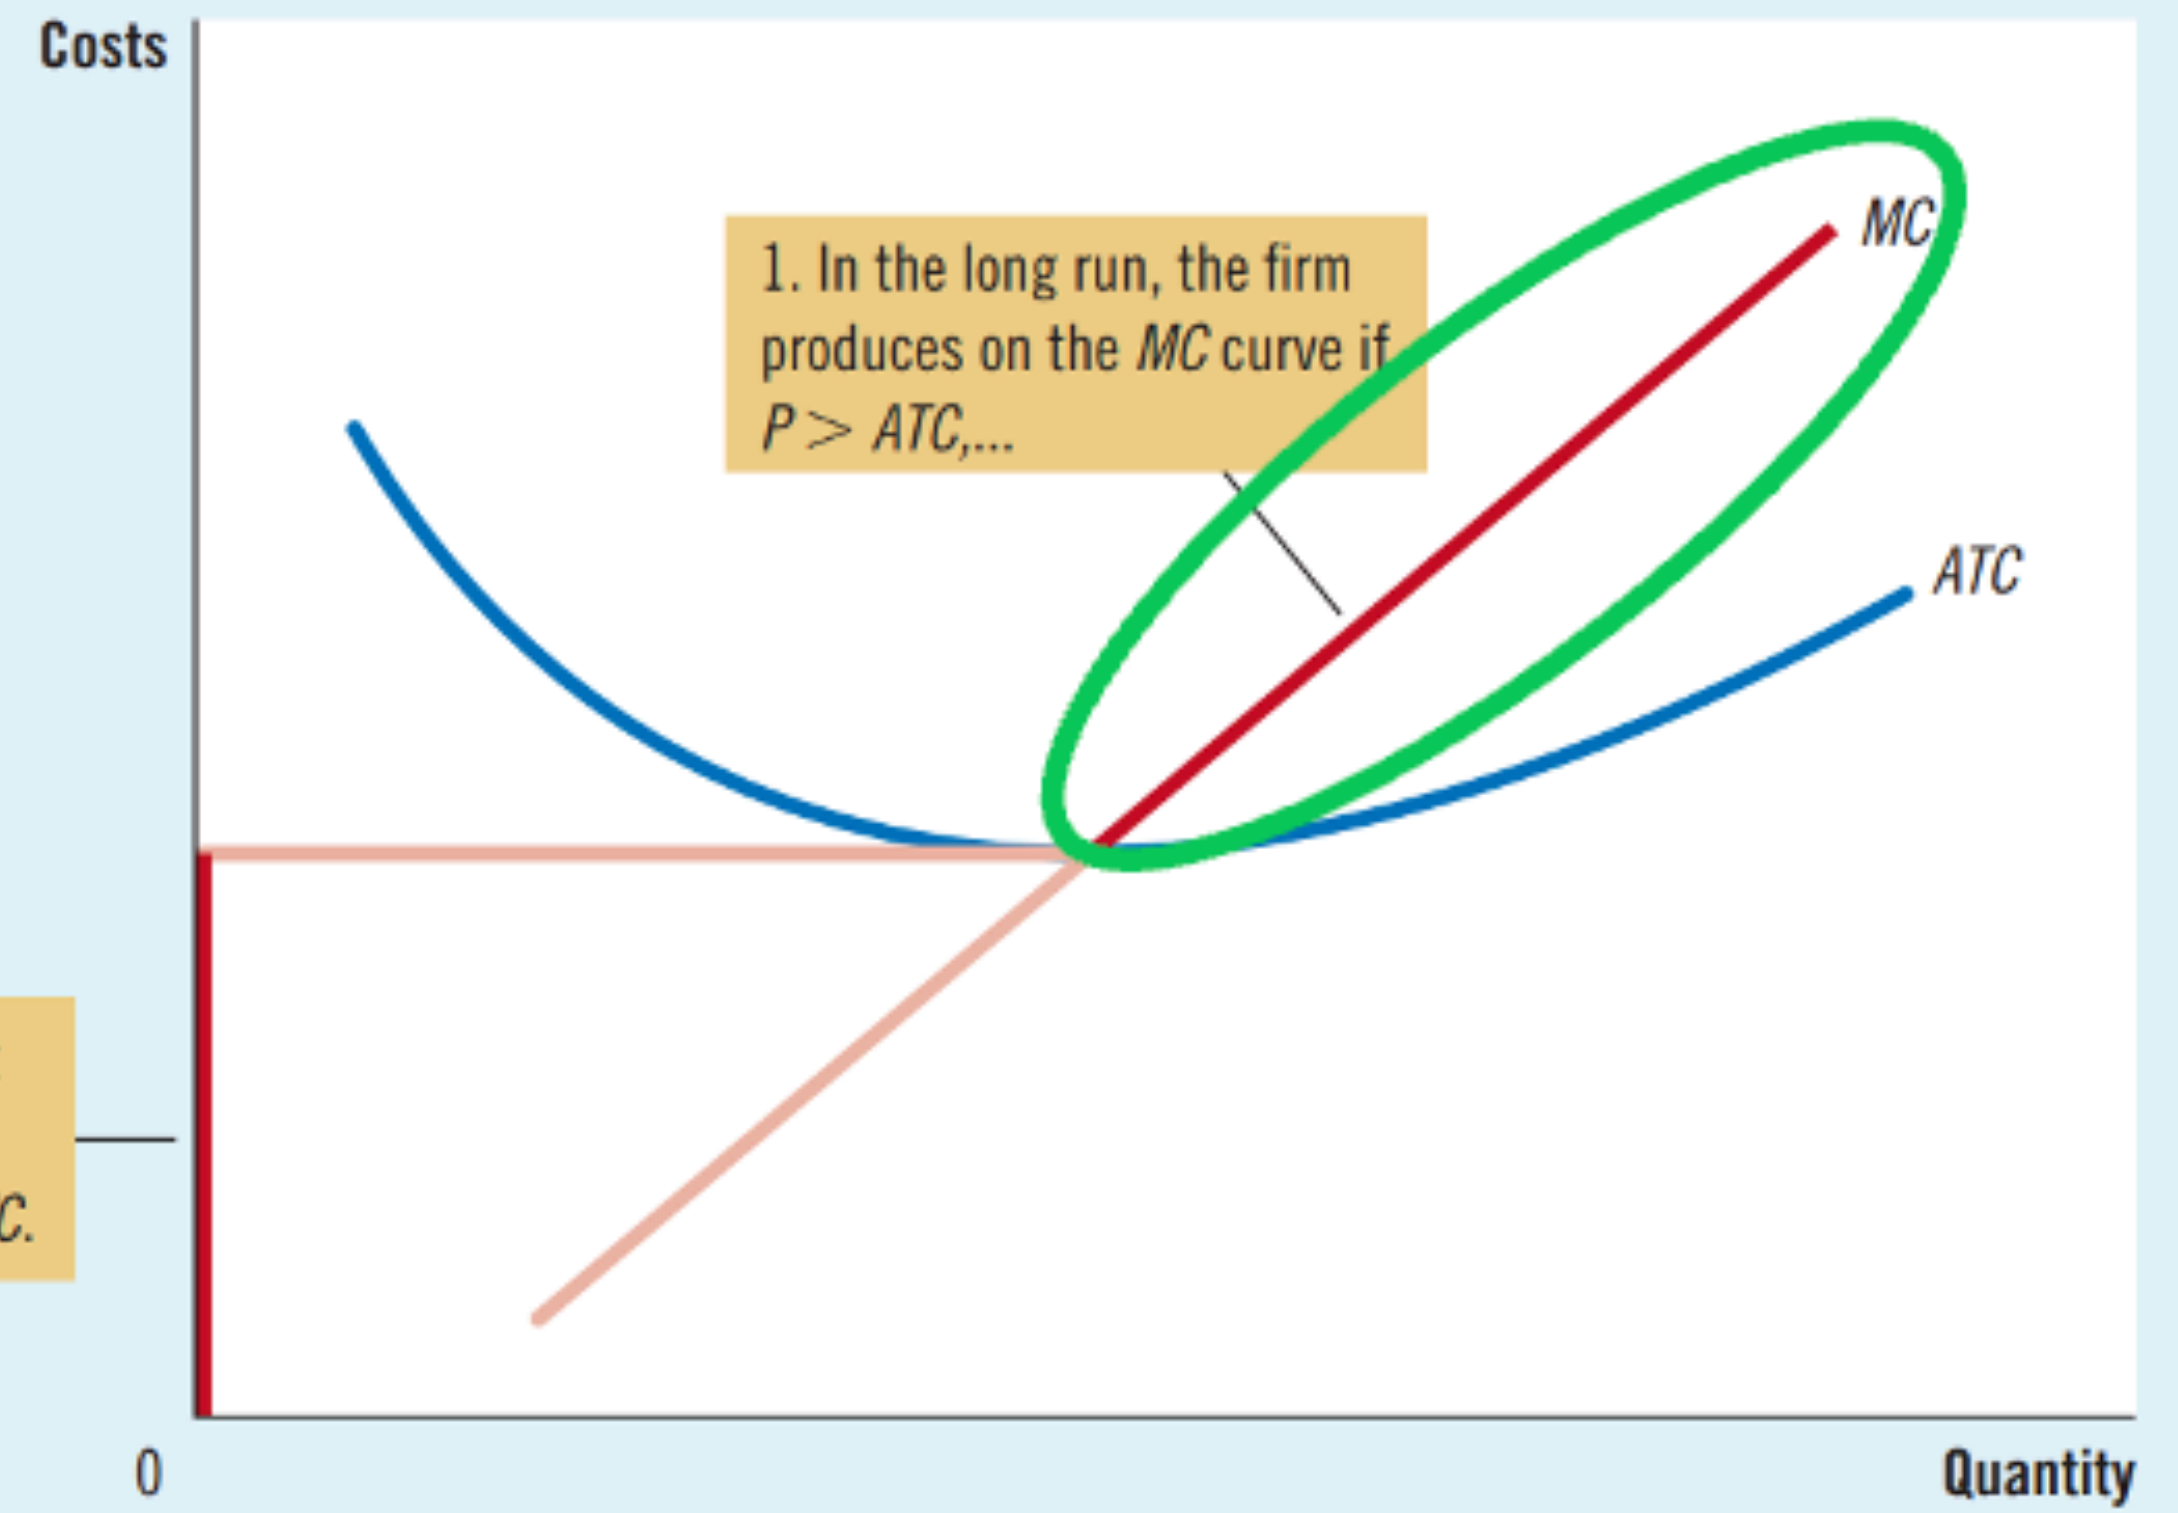 Costs
1. In the long run, the firm
produces on the MC curve if
P > ATC,...
MC
ATC
C.
0
Quantity